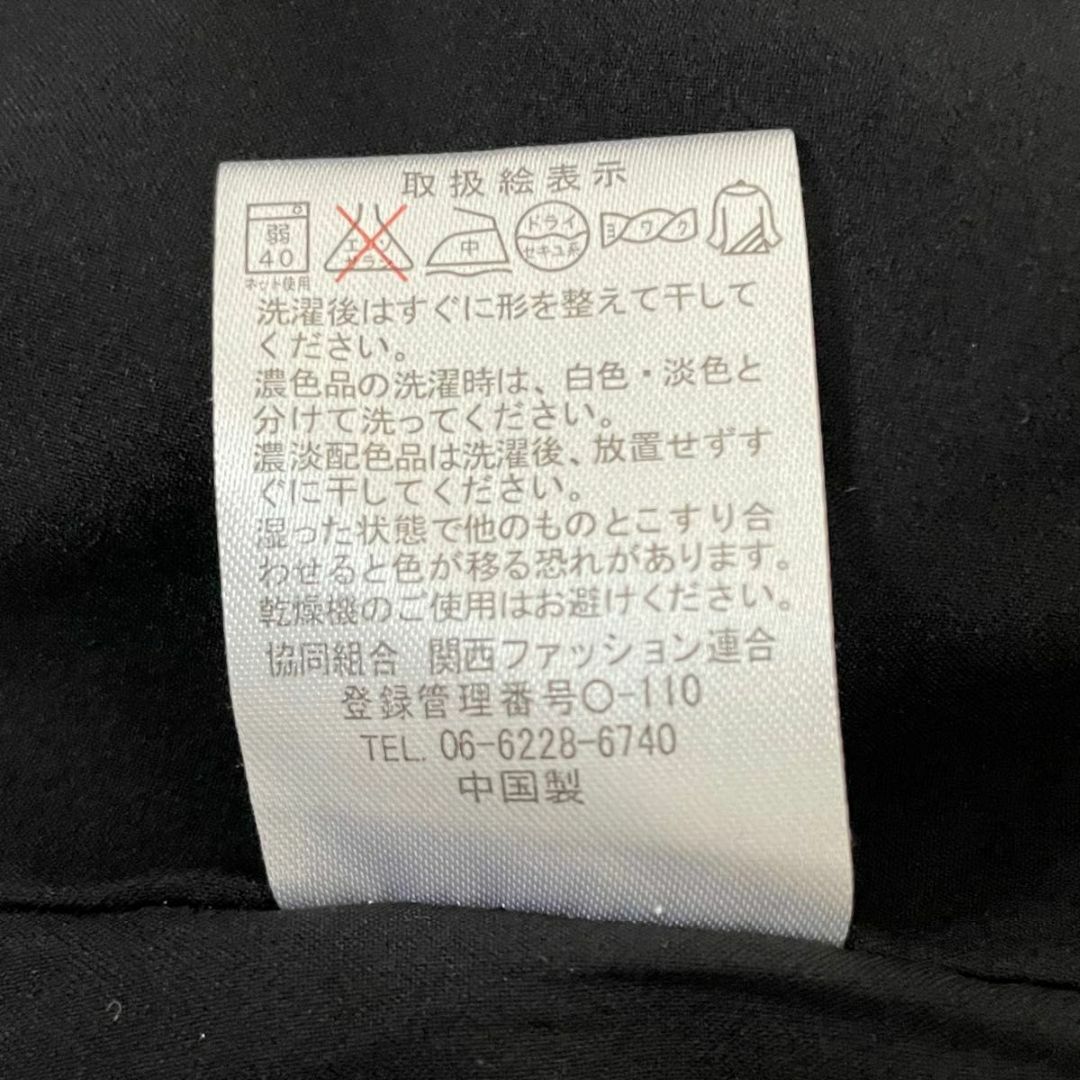 取扱絵表示
弱
40
ネット使用
エンソ
サラシ
中
ドライ
セキユ系
ヨワク
洗濯後はすぐに形を整えて干して
ください。
濃色品の洗濯時は、白色・淡色と
分けて洗ってください。
濃淡配色品は洗濯後、放置せずす
ぐに干してください。
湿った状態で他のものとこすり合
わせると色が移る恐れがあります。
乾燥機のご使用はお避けください。
協同組合 関西ファッション連合
登録管理番号〇-110
TEL. 06-6228-6740
中国製